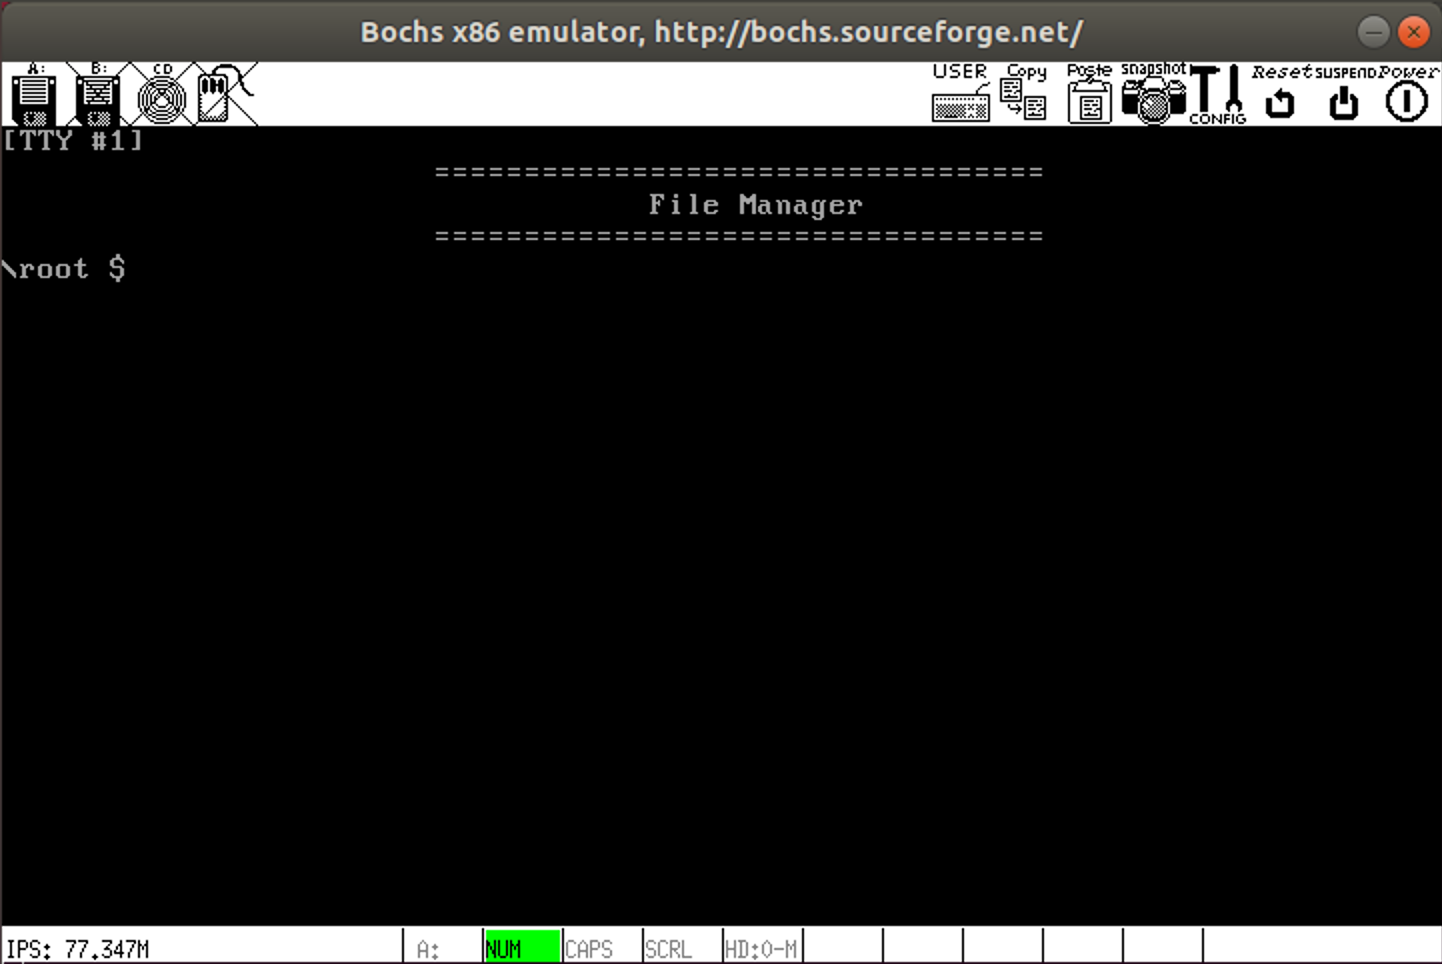 Bochs x86 emulator, http://bochs.sourceforge.net/
A: B: CD USER Copy Paste snapshot CONFIG Reset SUSPEND Power
[TTY #1]
==================================
File Manager
==================================
\root $
IPS: 77.347M A: NUM CAPS SCRL HD:0-M